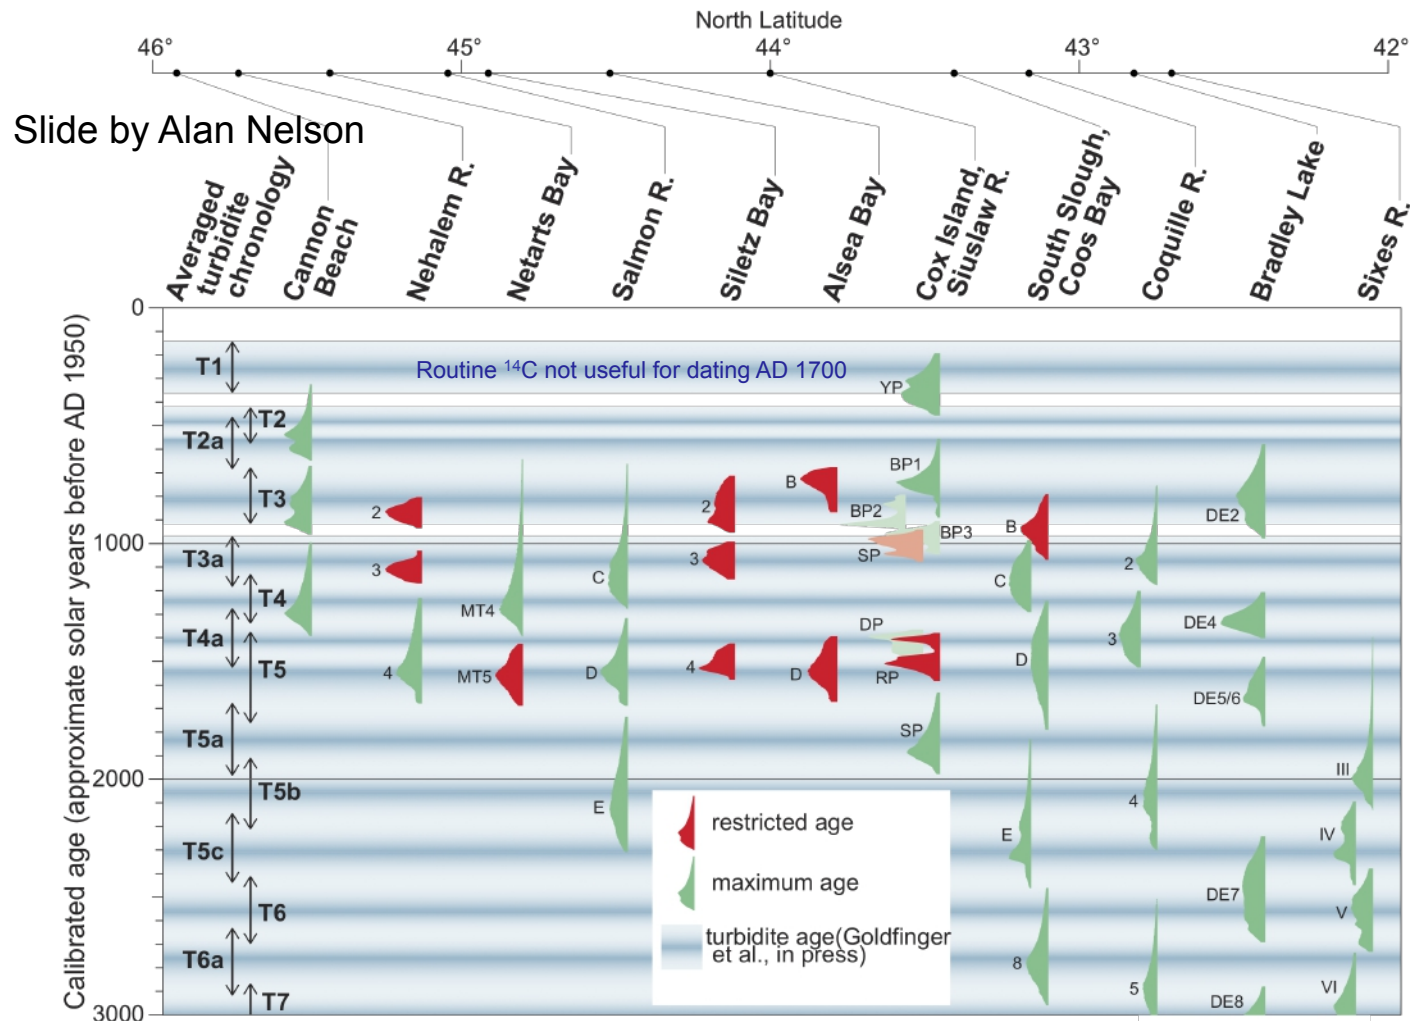 North Latitude
46°
45°
44°
43°
42°
Slide by Alan Nelson
Averaged
turbidite
chronology
Cannon
Beach
Nehalem R.
Netarts Bay
Salmon R.
Siletz Bay
Alsea Bay
Cox Island,
Siuslaw R.
South Slough,
Coos Bay
Coquille R.
Bradley Lake
Sixes R.
Calibrated age (approximate solar years before AD 1950)
0
1000
2000
3000
T1
T2
T2a
T3
T3a
T4
T4a
T5
T5a
T5b
T5c
T6
T6a
T7
Routine ¹⁴C not useful for dating AD 1700
2
3
4
MT4
MT5
C
D
E
2
3
4
B
D
YP
BP1
BP2
BP3
SP
DP
RP
SP
B
C
D
E
8
2
3
4
5
DE2
DE4
DE5/6
DE7
DE8
III
IV
V
VI
restricted age
maximum age
turbidite age(Goldfinger
et al., in press)